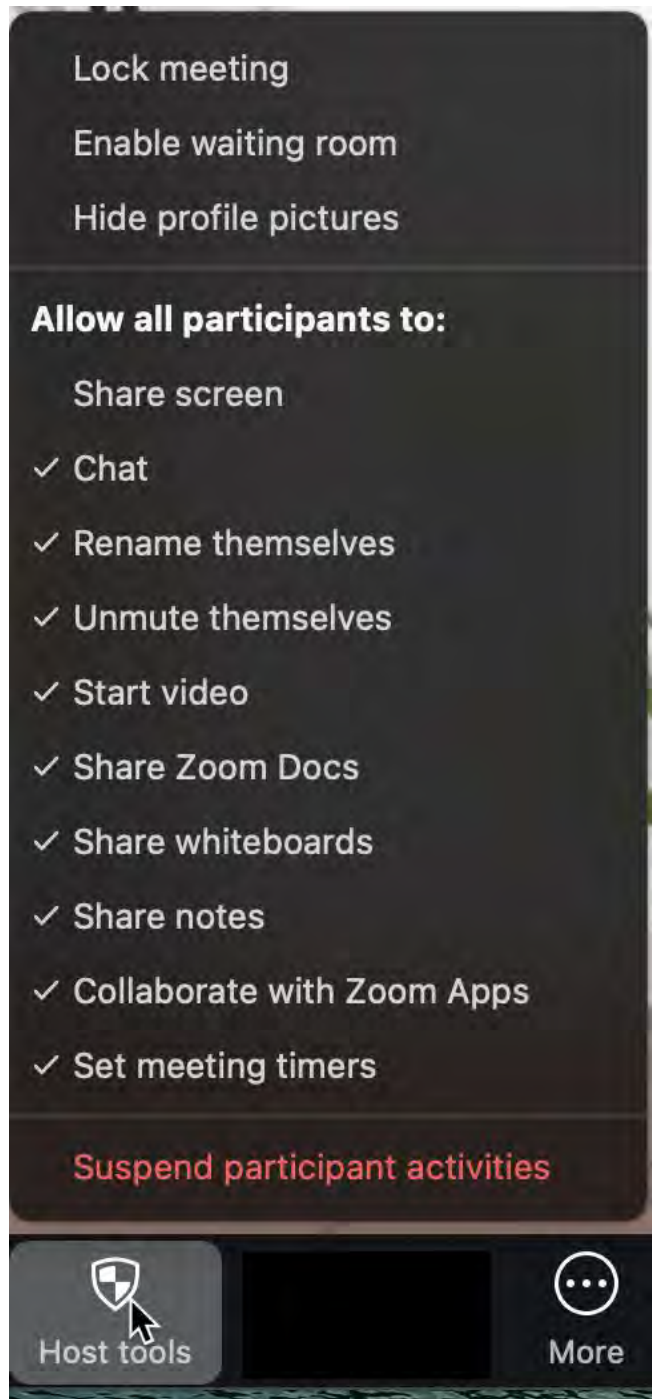 Lock meeting
Enable waiting room
Hide profile pictures
Allow all participants to:
Share screen
✓ Chat
✓ Rename themselves
✓ Unmute themselves
✓ Start video
✓ Share Zoom Docs
✓ Share whiteboards
✓ Share notes
✓ Collaborate with Zoom Apps
✓ Set meeting timers
Suspend participant activities
Host tools
More